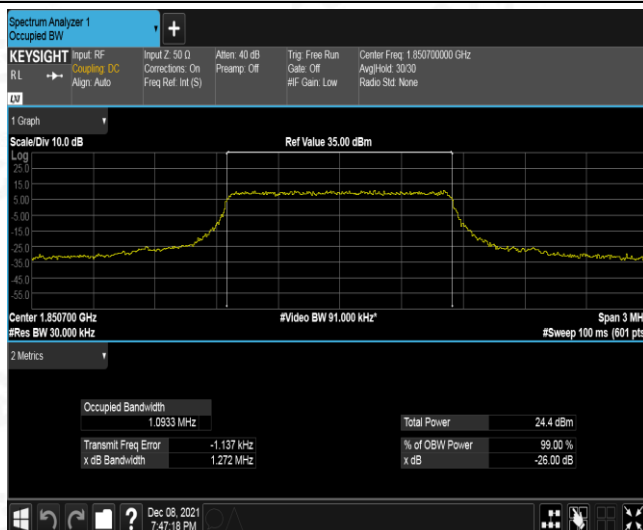 Spectrum Analyzer 1
Occupied BW
+
KEYSIGHT
RL
Input: RF
Coupling: DC
Align: Auto
Input Z: 50 Ω
Corrections: On
Freq Ref: Int (S)
Atten: 40 dB
Preamp: Off
Trig: Free Run
Gate: Off
#IF Gain: Low
Center Freq: 1.850700000 GHz
Avg|Hold: 30/30
Radio Std: None
LXI
1 Graph
Scale/Div 10.0 dB
Ref Value 35.00 dBm
Log
25.0
15.0
5.00
-5.00
-15.0
-25.0
-35.0
-45.0
-55.0
Center 1.850700 GHz
#Video BW 91.000 kHz*
Span 3 MH
#Res BW 30.000 kHz
#Sweep 100 ms (601 pts
2 Metrics
Occupied Bandwidth
1.0933 MHz
Total Power 24.4 dBm
Transmit Freq Error -1.137 kHz
% of OBW Power 99.00 %
x dB Bandwidth 1.272 MHz
x dB -26.00 dB
?
Dec 08, 2021
7:47:18 PM